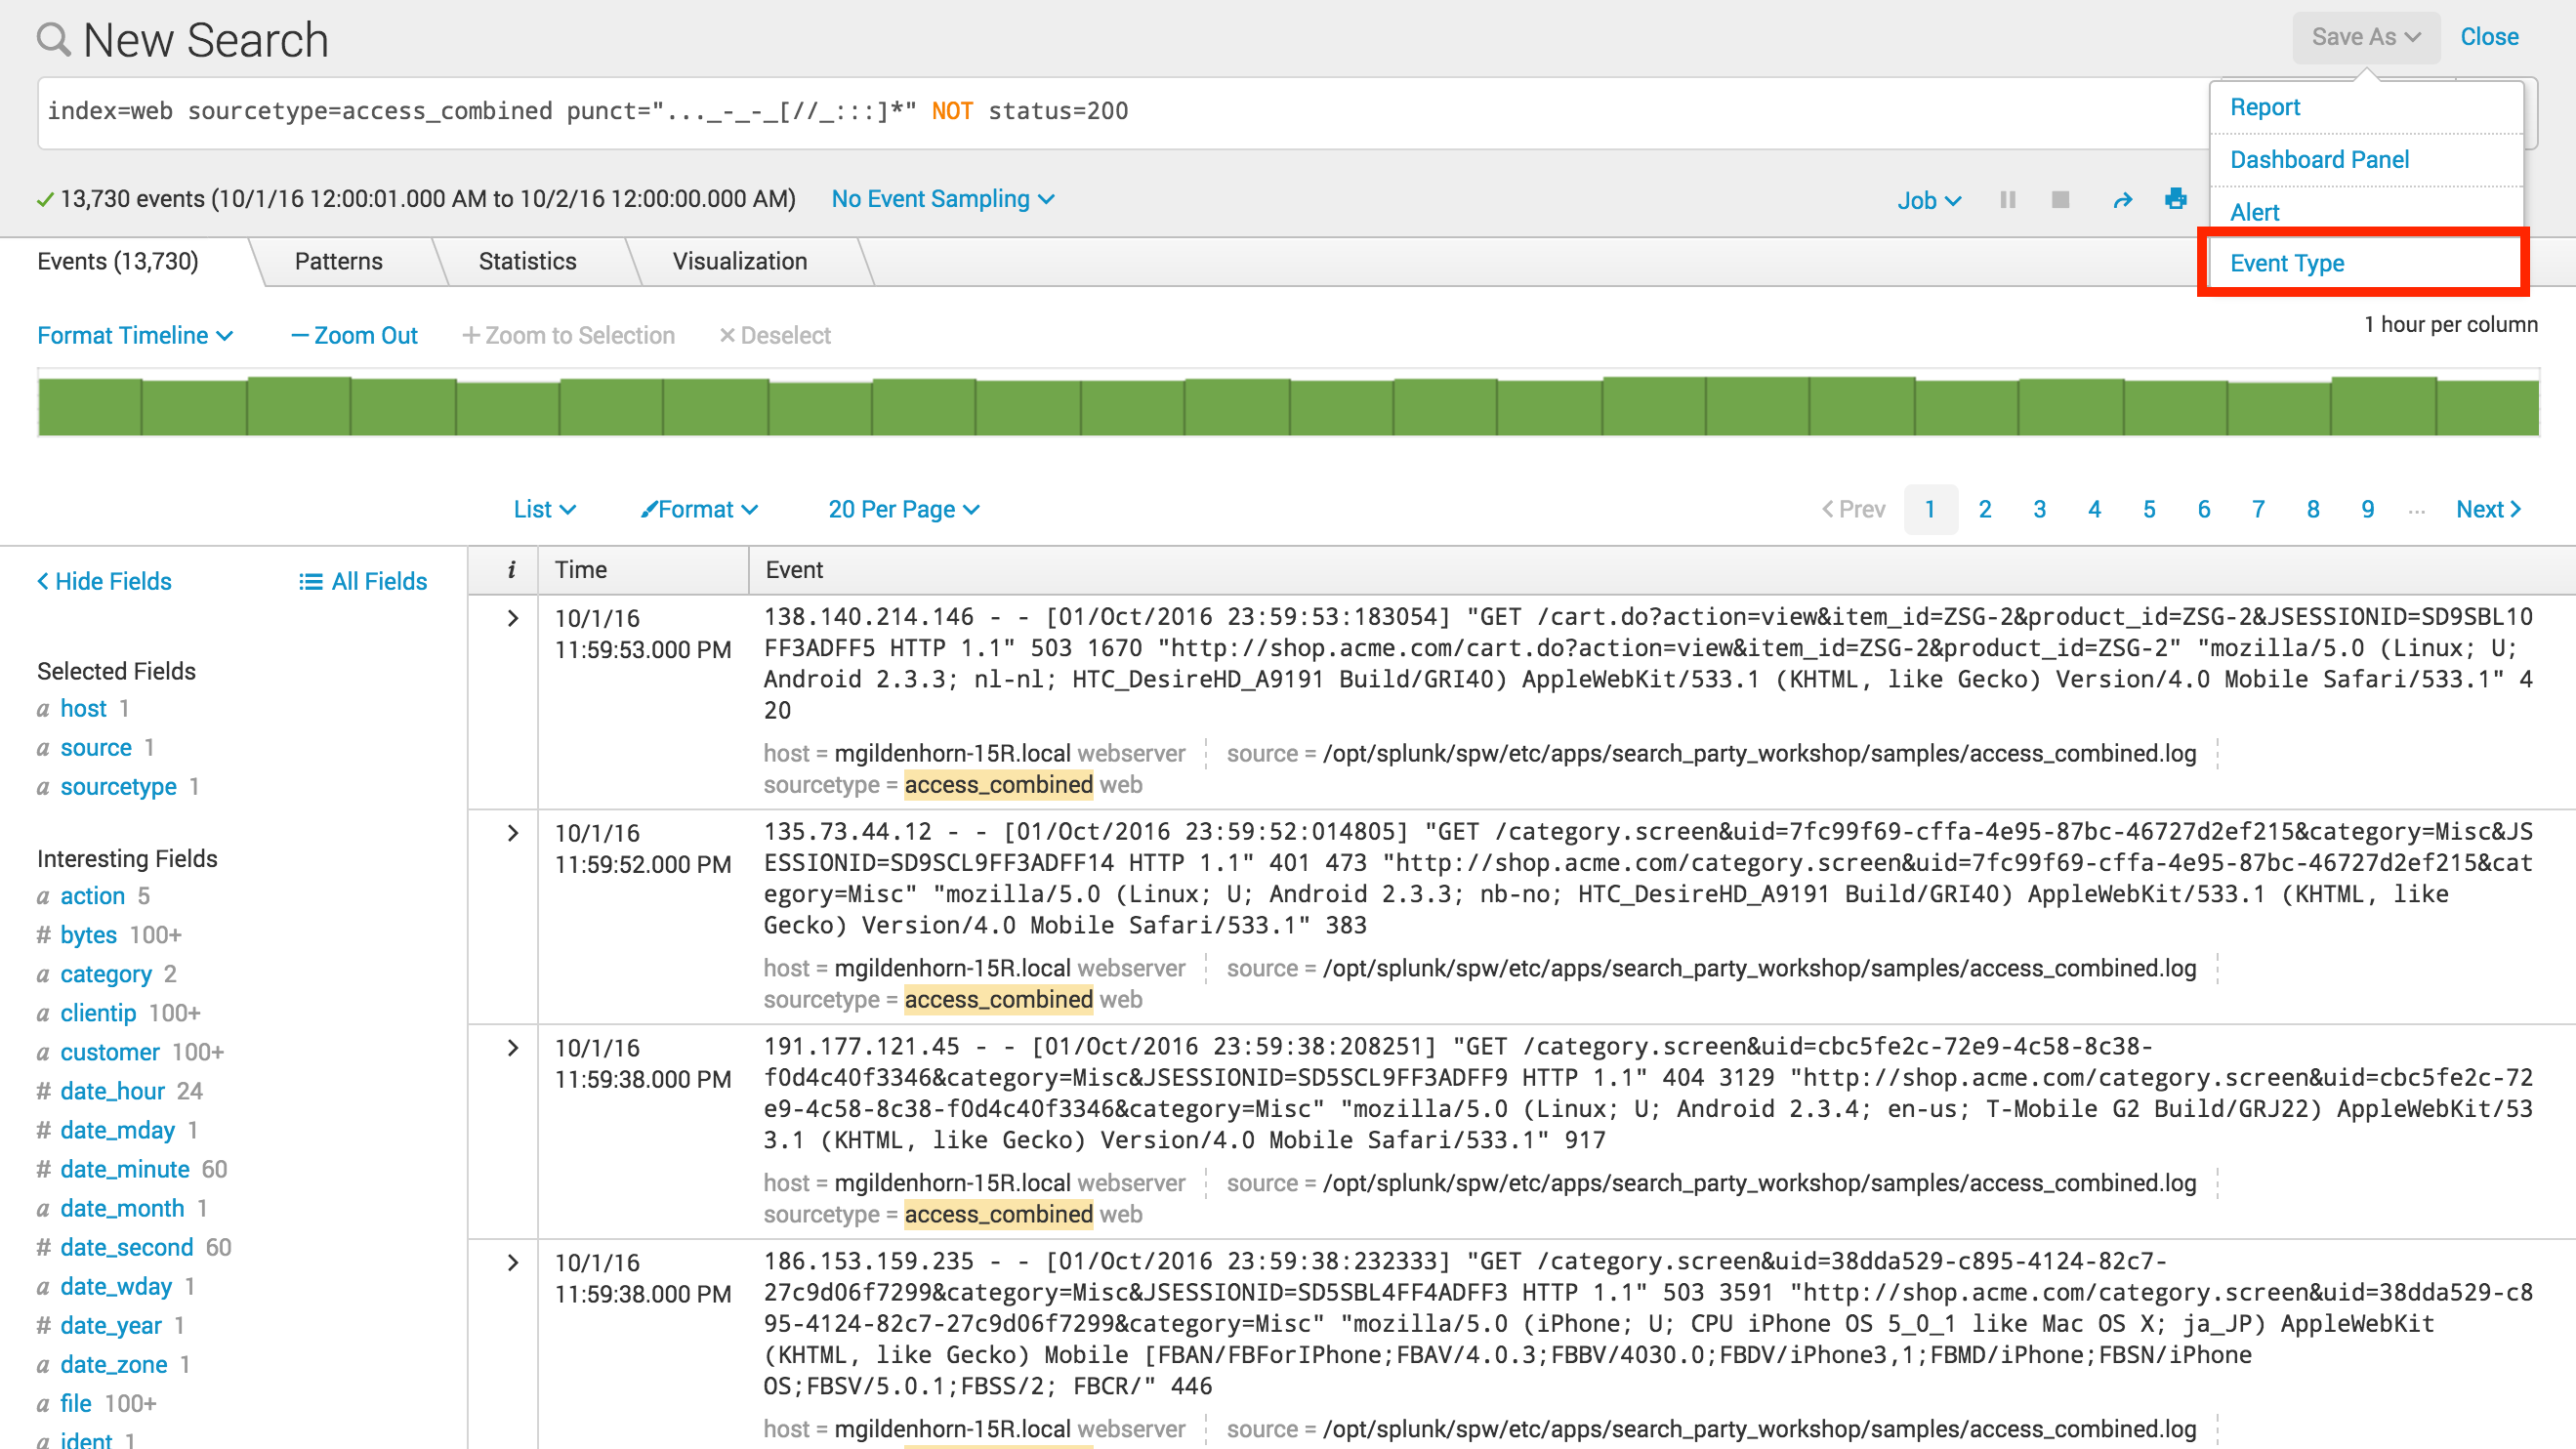 New Search
Save As
Close
index=web sourcetype=access_combined punct="..._-_-_[//_:::]*" NOT status=200
Report
Dashboard Panel
Alert
Event Type
13,730 events (10/1/16 12:00:01.000 AM to 10/2/16 12:00:00.000 AM)
No Event Sampling
Job
Events (13,730)
Patterns
Statistics
Visualization
Format Timeline
— Zoom Out
+ Zoom to Selection
× Deselect
1 hour per column
List
Format
20 Per Page
< Prev 1 2 3 4 5 6 7 8 9 ... Next >
< Hide Fields
All Fields
Selected Fields
a host 1
a source 1
a sourcetype 1
Interesting Fields
a action 5
# bytes 100+
a category 2
a clientip 100+
a customer 100+
# date_hour 24
# date_mday 1
# date_minute 60
a date_month 1
# date_second 60
a date_wday 1
# date_year 1
a date_zone 1
a file 100+
a ident 1
i Time Event
> 10/1/16
11:59:53.000 PM
138.140.214.146 - - [01/Oct/2016 23:59:53:183054] "GET /cart.do?action=view&item_id=ZSG-2&product_id=ZSG-2&JSESSIONID=SD9SBL10
FF3ADFF5 HTTP 1.1" 503 1670 "http://shop.acme.com/cart.do?action=view&item_id=ZSG-2&product_id=ZSG-2" "mozilla/5.0 (Linux; U;
Android 2.3.3; nl-nl; HTC_DesireHD_A9191 Build/GRI40) AppleWebKit/533.1 (KHTML, like Gecko) Version/4.0 Mobile Safari/533.1" 4
20
host = mgildenhorn-15R.local webserver source = /opt/splunk/spw/etc/apps/search_party_workshop/samples/access_combined.log
sourcetype = access_combined web
> 10/1/16
11:59:52.000 PM
135.73.44.12 - - [01/Oct/2016 23:59:52:014805] "GET /category.screen&uid=7fc99f69-cffa-4e95-87bc-46727d2ef215&category=Misc&JS
ESSIONID=SD9SCL9FF3ADFF14 HTTP 1.1" 401 473 "http://shop.acme.com/category.screen&uid=7fc99f69-cffa-4e95-87bc-46727d2ef215&cat
egory=Misc" "mozilla/5.0 (Linux; U; Android 2.3.3; nb-no; HTC_DesireHD_A9191 Build/GRI40) AppleWebKit/533.1 (KHTML, like
Gecko) Version/4.0 Mobile Safari/533.1" 383
host = mgildenhorn-15R.local webserver source = /opt/splunk/spw/etc/apps/search_party_workshop/samples/access_combined.log
sourcetype = access_combined web
> 10/1/16
11:59:38.000 PM
191.177.121.45 - - [01/Oct/2016 23:59:38:208251] "GET /category.screen&uid=cbc5fe2c-72e9-4c58-8c38-
f0d4c40f3346&category=Misc&JSESSIONID=SD5SCL9FF3ADFF9 HTTP 1.1" 404 3129 "http://shop.acme.com/category.screen&uid=cbc5fe2c-72
e9-4c58-8c38-f0d4c40f3346&category=Misc" "mozilla/5.0 (Linux; U; Android 2.3.4; en-us; T-Mobile G2 Build/GRJ22) AppleWebKit/53
3.1 (KHTML, like Gecko) Version/4.0 Mobile Safari/533.1" 917
host = mgildenhorn-15R.local webserver source = /opt/splunk/spw/etc/apps/search_party_workshop/samples/access_combined.log
sourcetype = access_combined web
> 10/1/16
11:59:38.000 PM
186.153.159.235 - - [01/Oct/2016 23:59:38:232333] "GET /category.screen&uid=38dda529-c895-4124-82c7-
27c9d06f7299&category=Misc&JSESSIONID=SD5SBL4FF4ADFF3 HTTP 1.1" 503 3591 "http://shop.acme.com/category.screen&uid=38dda529-c8
95-4124-82c7-27c9d06f7299&category=Misc" "mozilla/5.0 (iPhone; U; CPU iPhone OS 5_0_1 like Mac OS X; ja_JP) AppleWebKit
(KHTML, like Gecko) Mobile [FBAN/FBForIPhone;FBAV/4.0.3;FBBV/4030.0;FBDV/iPhone3,1;FBMD/iPhone;FBSN/iPhone
OS;FBSV/5.0.1;FBSS/2; FBCR/" 446
host = mgildenhorn-15R.local webserver source = /opt/splunk/spw/etc/apps/search_party_workshop/samples/access_combined.log